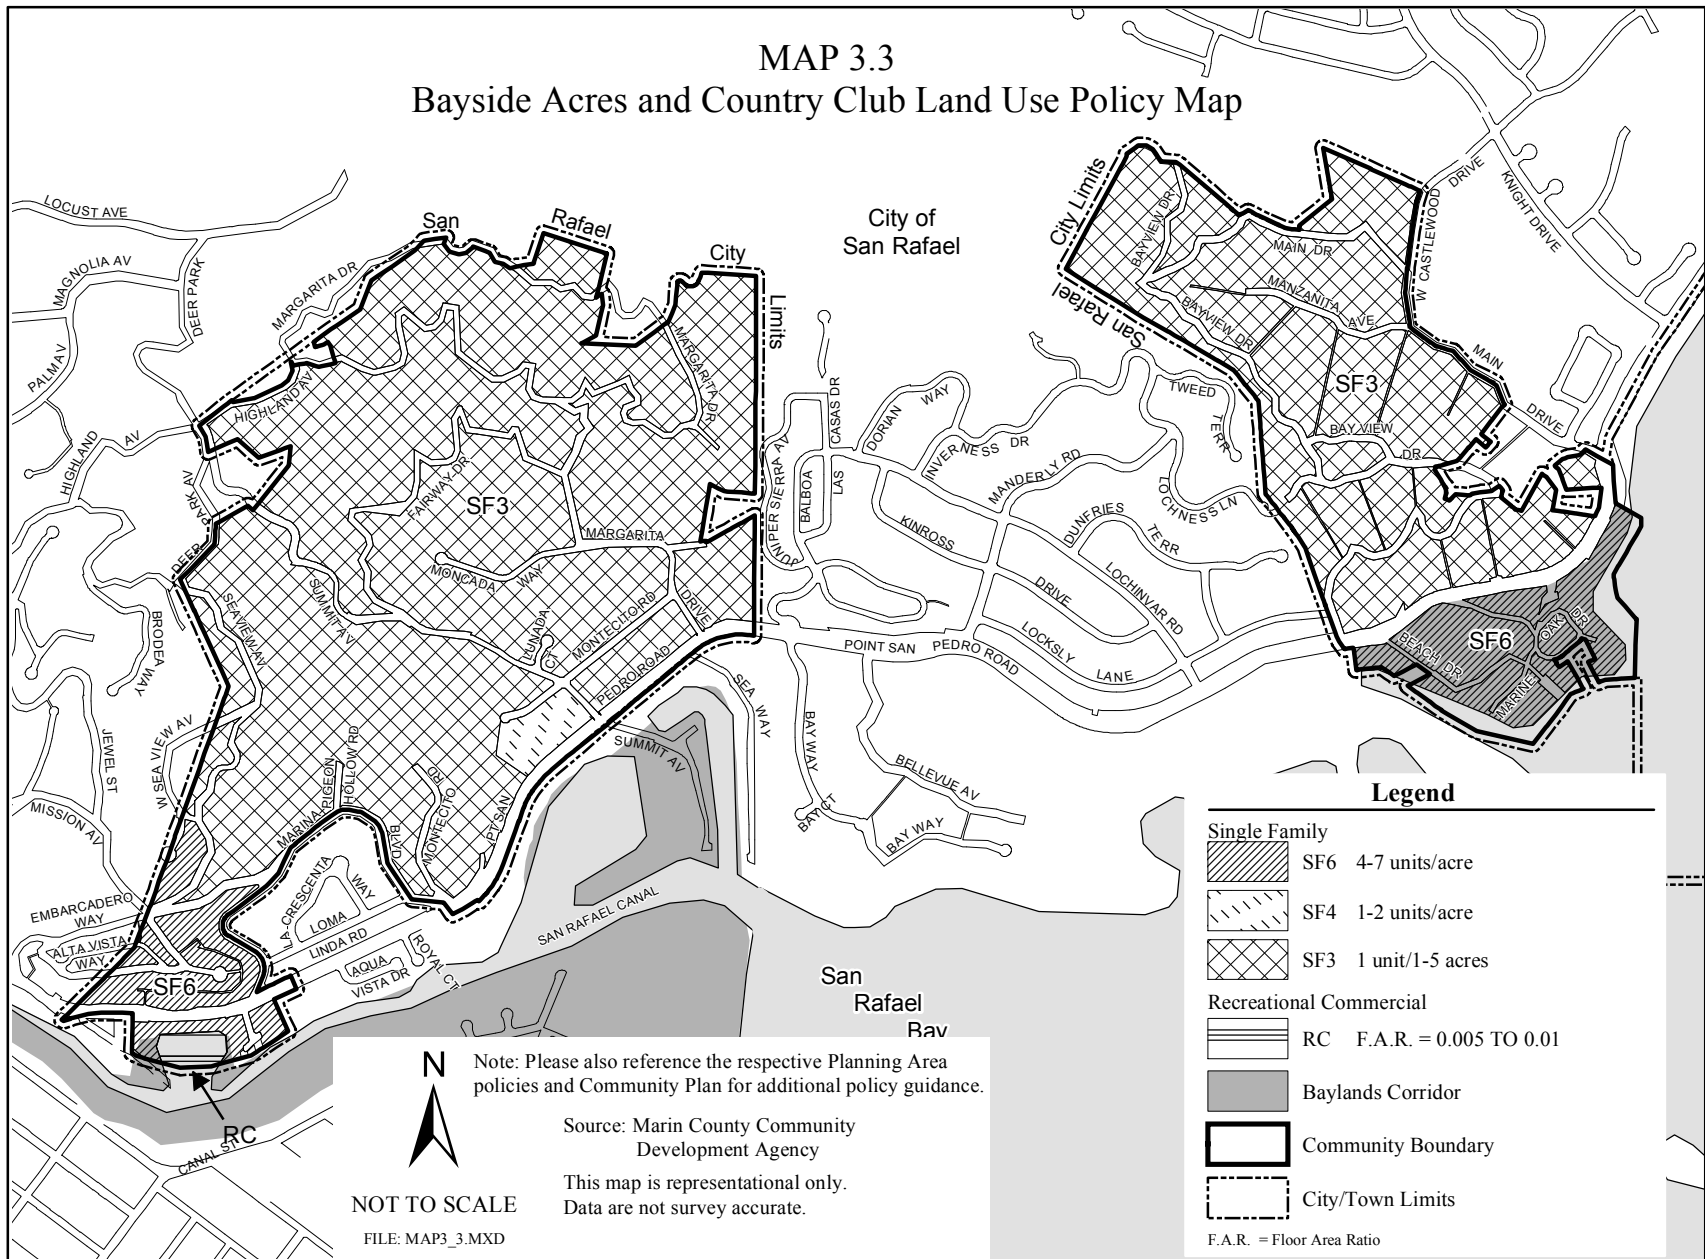 MAP 3.3
Bayside Acres and Country Club Land Use Policy Map
LOCUST AVE
MAGNOLIA AV
DEER PARK
PALM AV
MARGARITA DR
San
Rafael
City
Limits
City of
San Rafael
City Limits
San Rafael
BAYVIEW DR
MAIN DR
MANZANITA
AVE
BAYVIEW DR
W CASTLEWOOD
DRIVE
KNIGHT DRIVE
MAIN
DRIVE
SF3
BAY VIEW
DR
HIGHLAND AV
HIGHLAND
AV
MARGARITA DR
FAIRWAY DR
SF3
MARGARITA
DRIVE
MONCADA
WAY
DEER
PARK AV
SUMMIT AV
SEAVIEW AV
LUNADA
CT
MONTECITO RD
PEDRO ROAD
BRODEA
WAY
JEWEL ST
W SEA VIEW AV
MISSION AV
MARINA
PIGEON
HOLLOW RD
BLVD
MONTECITO
RD
PT SAN
CASAS DR
LAS
BALBOA
JUNIPER SIERRA AV
JUNIP
DORIAN
WAY
INVERNESS DR
MANDERLY RD
TWEED
TERR
LOCHNESS LN
KINROSS
DRIVE
DUNFRIES
TERR
LOCHINVAR RD
LOCKSLY
LANE
POINT SAN
PEDRO ROAD
SEA
WAY
BAY WAY
BAY CT
BELLEVUE AV
BAY WAY
SUMMIT AV
SF6
BEACH DR
OAK
DR
MARINE
EMBARCADERO
WAY
ALTA VISTA
WAY
SF6
LA-CRESCENTA
WAY
LOMA
LINDA RD
AQUA
VISTA DR
ROYAL CT
SAN RAFAEL CANAL
San
Rafael
Bay
RC
CANAL ST
N
NOT TO SCALE
FILE: MAP3_3.MXD
Note: Please also reference the respective Planning Area
policies and Community Plan for additional policy guidance.
Source: Marin County Community
Development Agency
This map is representational only.
Data are not survey accurate.
Legend
Single Family
SF6 4-7 units/acre
SF4 1-2 units/acre
SF3 1 unit/1-5 acres
Recreational Commercial
RC F.A.R. = 0.005 TO 0.01
Baylands Corridor
Community Boundary
City/Town Limits
F.A.R. = Floor Area Ratio